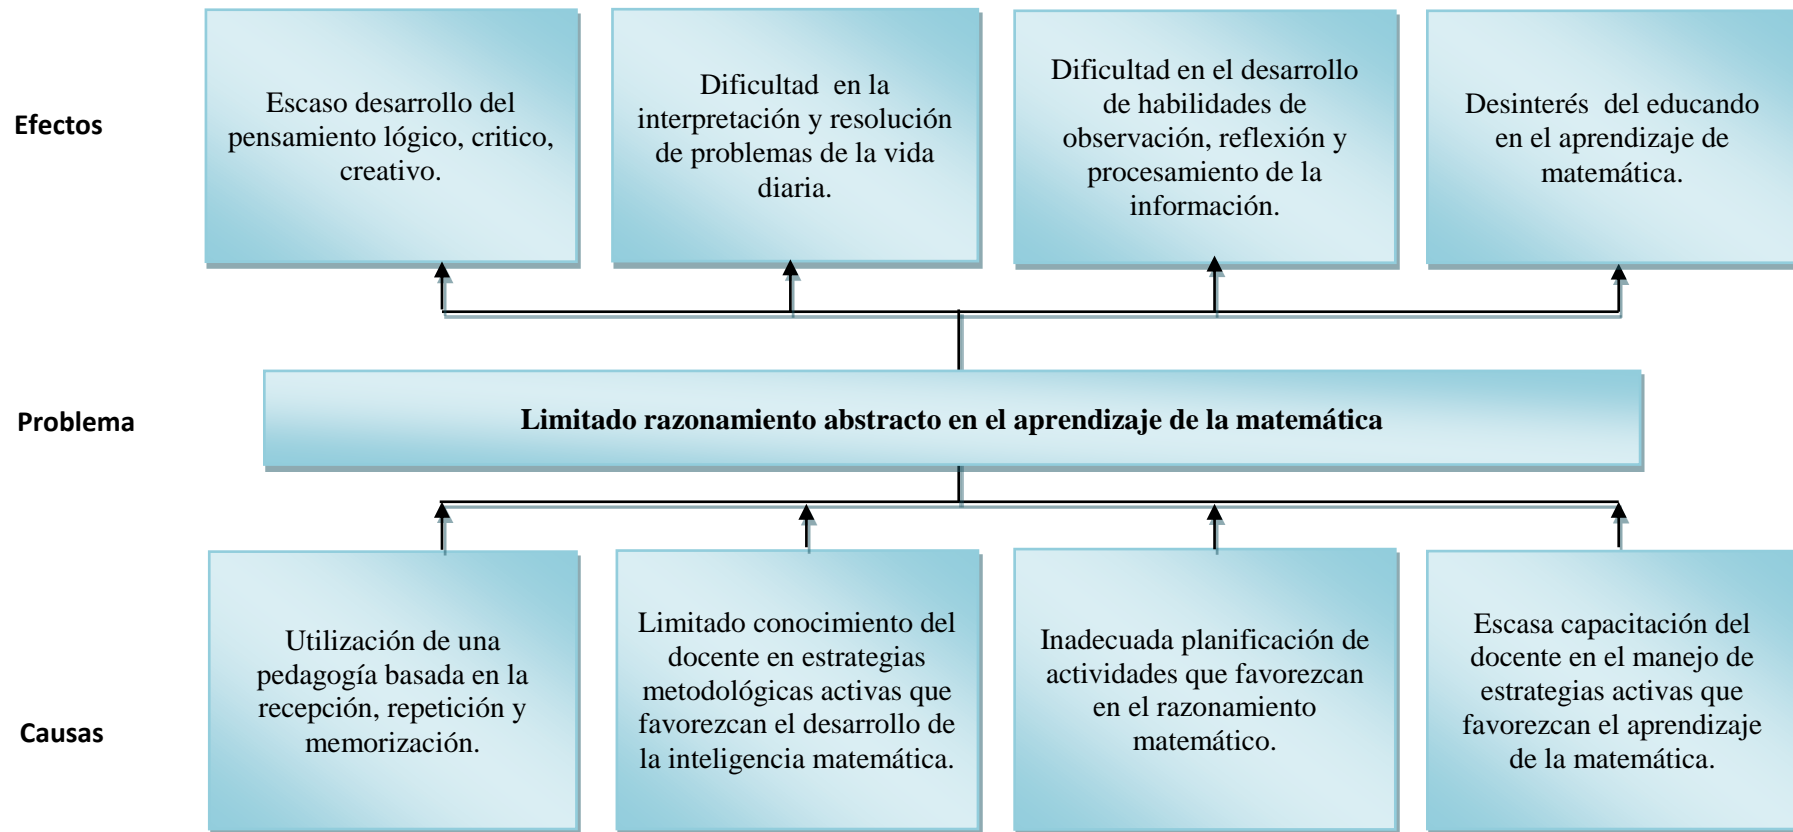 Efectos
Escaso desarrollo del
pensamiento lógico, critico,
creativo.
Dificultad en la
interpretación y resolución
de problemas de la vida
diaria.
Dificultad en el desarrollo
de habilidades de
observación, reflexión y
procesamiento de la
información.
Desinterés del educando
en el aprendizaje de
matemática.
Problema
Limitado razonamiento abstracto en el aprendizaje de la matemática
Causas
Utilización de una
pedagogía basada en la
recepción, repetición y
memorización.
Limitado conocimiento del
docente en estrategias
metodológicas activas que
favorezcan el desarrollo de
la inteligencia matemática.
Inadecuada planificación de
actividades que favorezcan
en el razonamiento
matemático.
Escasa capacitación del
docente en el manejo de
estrategias activas que
favorezcan el aprendizaje
de la matemática.